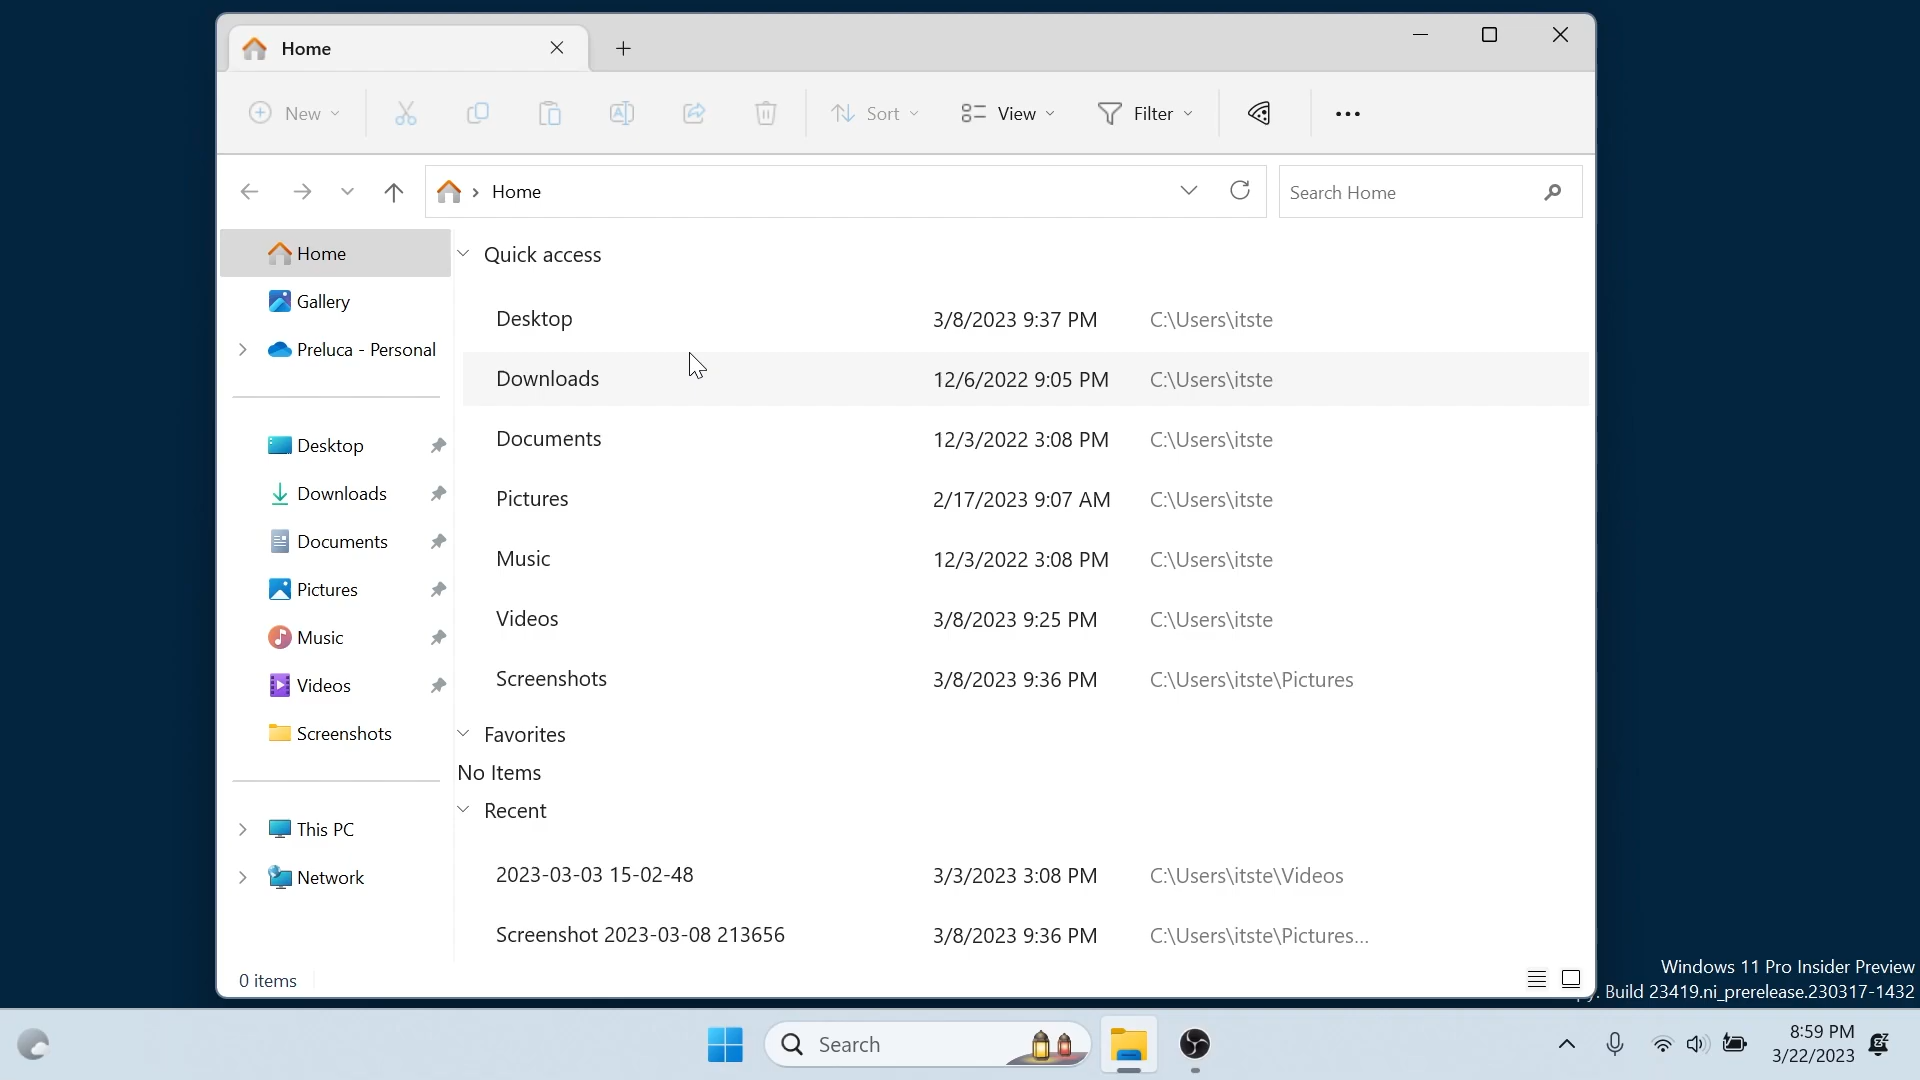 Home
New
Sort
View
Filter
Home
Search Home
Home
Gallery
Preluca - Personal
Desktop
Downloads
Documents
Pictures
Music
Videos
Screenshots
This PC
Network
Quick access
Desktop 3/8/2023 9:37 PM C:\Users\itste
Downloads 12/6/2022 9:05 PM C:\Users\itste
Documents 12/3/2022 3:08 PM C:\Users\itste
Pictures 2/17/2023 9:07 AM C:\Users\itste
Music 12/3/2022 3:08 PM C:\Users\itste
Videos 3/8/2023 9:25 PM C:\Users\itste
Screenshots 3/8/2023 9:36 PM C:\Users\itste\Pictures
Favorites
No Items
Recent
2023-03-03 15-02-48 3/3/2023 3:08 PM C:\Users\itste\Videos
Screenshot 2023-03-08 213656 3/8/2023 9:36 PM C:\Users\itste\Pictures...
0 items
Windows 11 Pro Insider Preview
Build 23419.ni_prerelease.230317-1432
Search
8:59 PM
3/22/2023